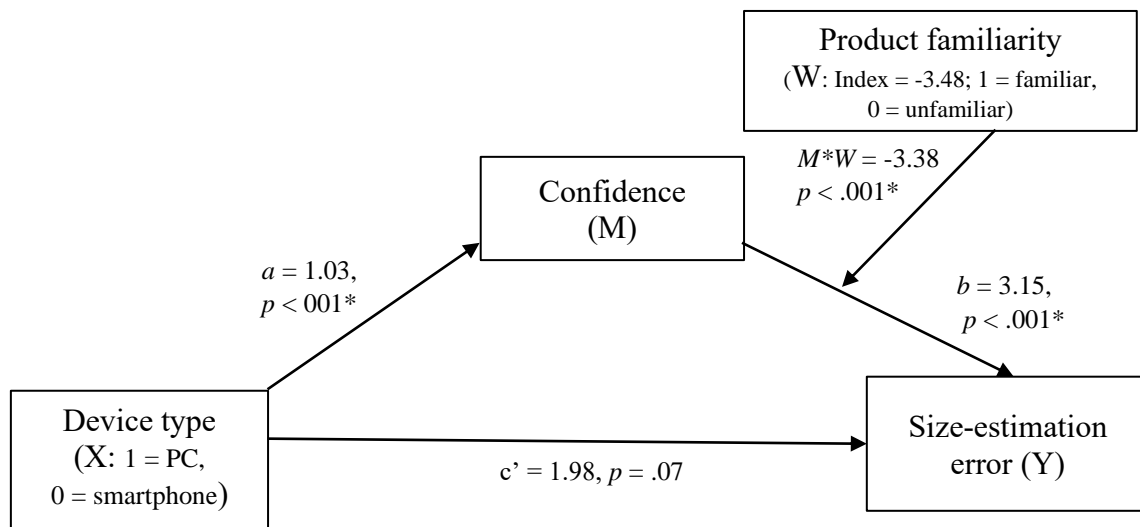 Product familiarity
(W: Index = -3.48; 1 = familiar,
0 = unfamiliar)
M*W = -3.38
p < .001*
Confidence
(M)
a = 1.03,
p < 001*
b = 3.15,
p < .001*
Device type
(X: 1 = PC,
0 = smartphone)
c’ = 1.98, p = .07
Size-estimation
error (Y)